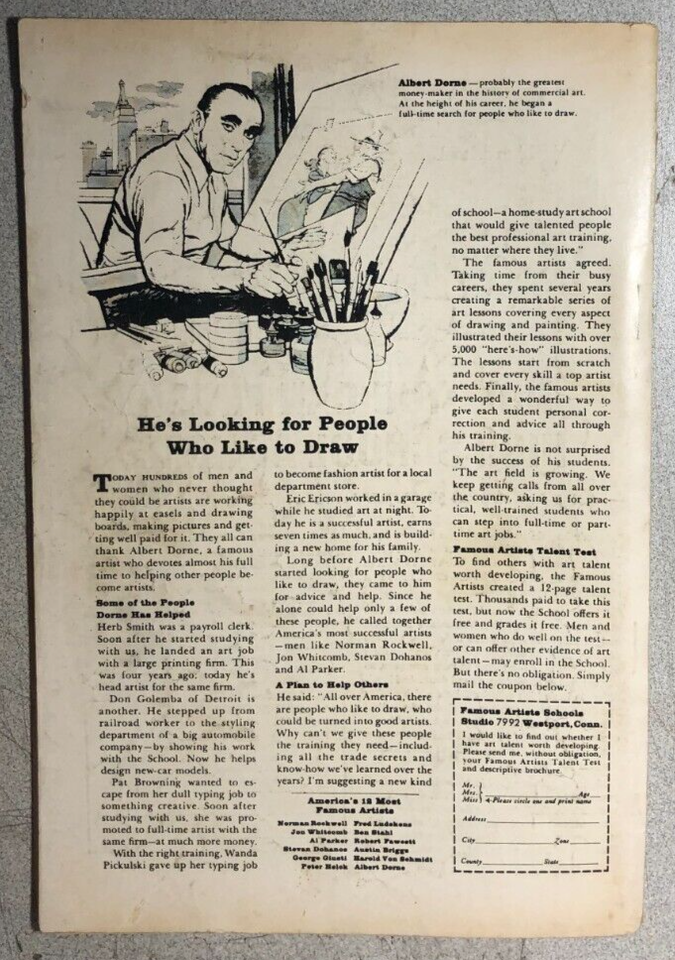 Albert Dorne — probably the greatest
money-maker in the history of commercial art.
At the height of his career, he began a
full-time search for people who like to draw.
He's Looking for People
Who Like to Draw
TODAY HUNDREDS of men and
women who never thought
they could be artists are working
happily at easels and drawing
boards, making pictures and get-
ting well paid for it. They all can
thank Albert Dorne, a famous
artist who devotes almost his full
time to helping other people be-
come artists.
Some of the People
Dorne Has Helped
Herb Smith was a payroll clerk.
Soon after he started studying
with us, he landed an art job
with a large printing firm. This
was four years ago; today he's
head artist for the same firm.
Don Golemba of Detroit is
another. He stepped up from
railroad worker to the styling
department of a big automobile
company—by showing his work
with the School. Now he helps
design new-car models.
Pat Browning wanted to es-
cape from her dull typing job to
something creative. Soon after
studying with us, she was pro-
moted to full-time artist with the
same firm—at much more money.
With the right training, Wanda
Pickulski gave up her typing job
to become fashion artist for a local
department store.
Eric Ericson worked in a garage
while he studied art at night. To-
day he is a successful artist, earns
seven times as much, and is build-
ing a new home for his family.
Long before Albert Dorne
started looking for people who
like to draw, they came to him
for advice and help. Since he
alone could help only a few of
these people, he called together
America's most successful artists
—men like Norman Rockwell,
Jon Whitcomb, Stevan Dohanos
and Al Parker.
A Plan to Help Others
He said: "All over America, there
are people who like to draw, who
could be turned into good artists.
Why can't we give these people
the training they need—includ-
ing all the trade secrets and
know-how we've learned over the
years? I'm suggesting a new kind
America's 12 Most
Famous Artists
Norman Rockwell Fred Ludekens
Jon Whitcomb Ben Stahl
Al Parker Robert Fawcett
Stevan Dohanos Austin Briggs
George Giusti Harold Von Schmidt
Peter Helck Albert Dorne
of school—a home-study art school
that would give talented people
the best professional art training,
no matter where they live."
The famous artists agreed.
Taking time from their busy
careers, they spent several years
creating a remarkable series of
art lessons covering every aspect
of drawing and painting. They
illustrated their lessons with over
5,000 "here's-how" illustrations.
The lessons start from scratch
and cover every skill a top artist
needs. Finally, the famous artists
developed a wonderful way to
give each student personal cor-
rection and advice all through
his training.
Albert Dorne is not surprised
by the success of his students.
"The art field is growing. We
keep getting calls from all over
the country, asking us for prac-
tical, well-trained students who
can step into full-time or part-
time art jobs."
Famous Artists Talent Test
To find others with art talent
worth developing, the Famous
Artists created a 12-page talent
test. Thousands paid to take this
test, but now the School offers it
free and grades it free. Men and
women who do well on the test—
or can offer other evidence of art
talent—may enroll in the School.
But there's no obligation. Simply
mail the coupon below.
Famous Artists Schools
Studio 7992 Westport, Conn.
I would like to find out whether I
have art talent worth developing.
Please send me, without obligation,
your Famous Artists Talent Test
and descriptive brochure.
Mr.
Mrs. Age
Miss Please circle one and print name
Address
City Zone
County State